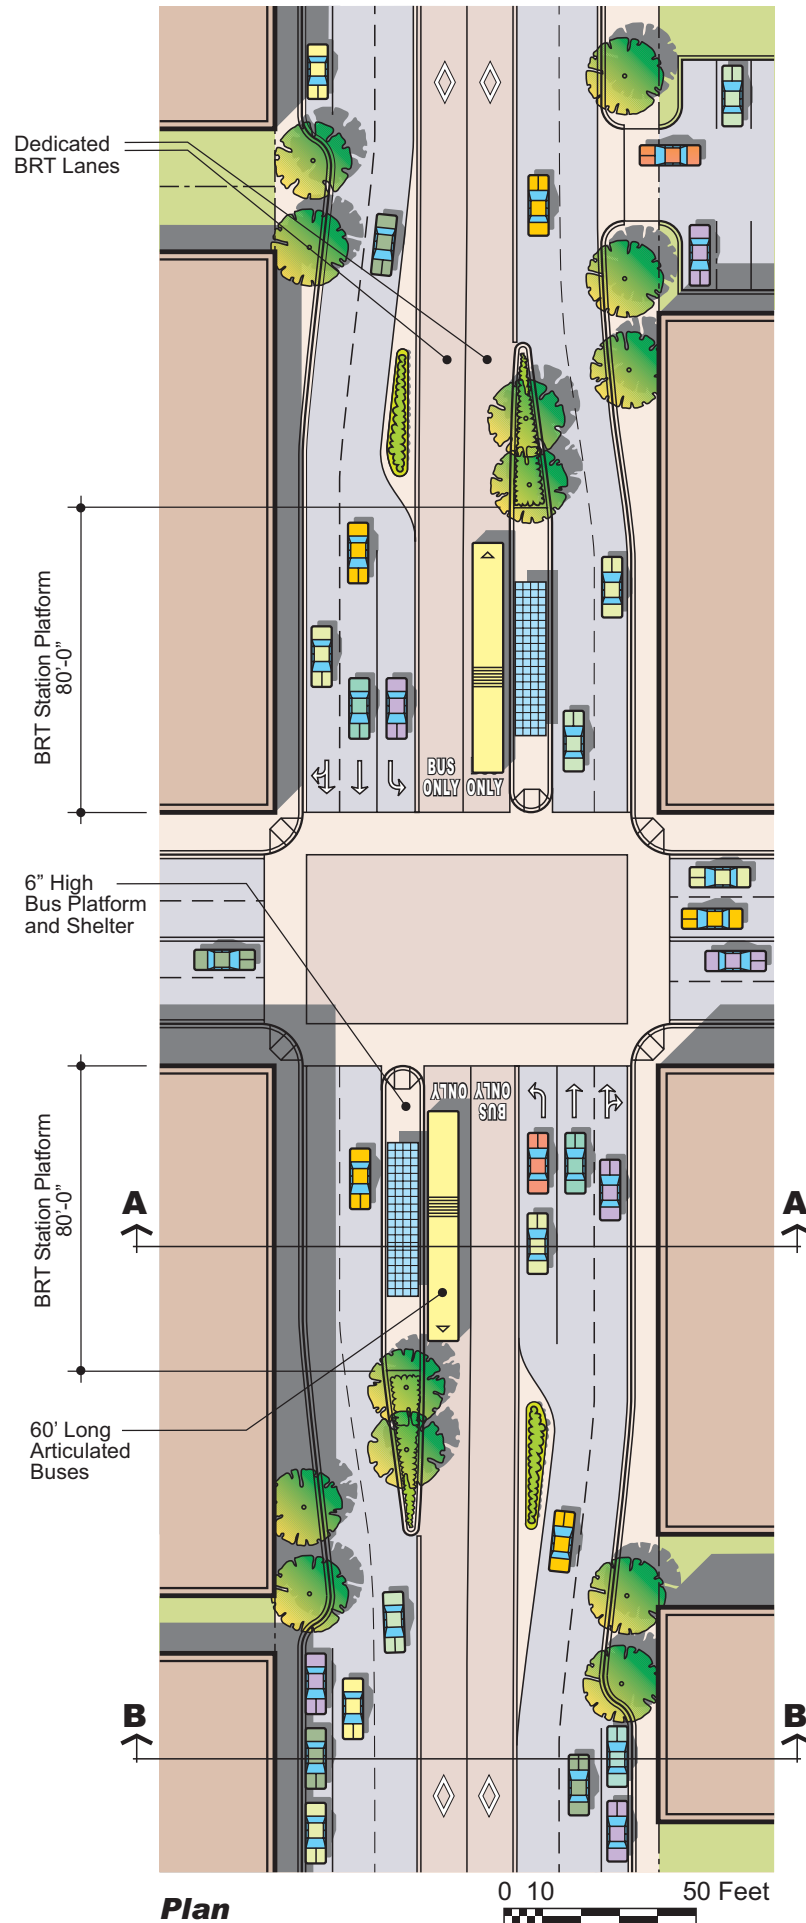 Dedicated
BRT Lanes
BRT Station Platform
80'-0"
BUS
ONLY
ONLY
6” High
Bus Platform
and Shelter
ONLY
BUS
ONLY
BRT Station Platform
80'-0"
A
A
60’ Long
Articulated
Buses
B
B
Plan
0 10 50 Feet